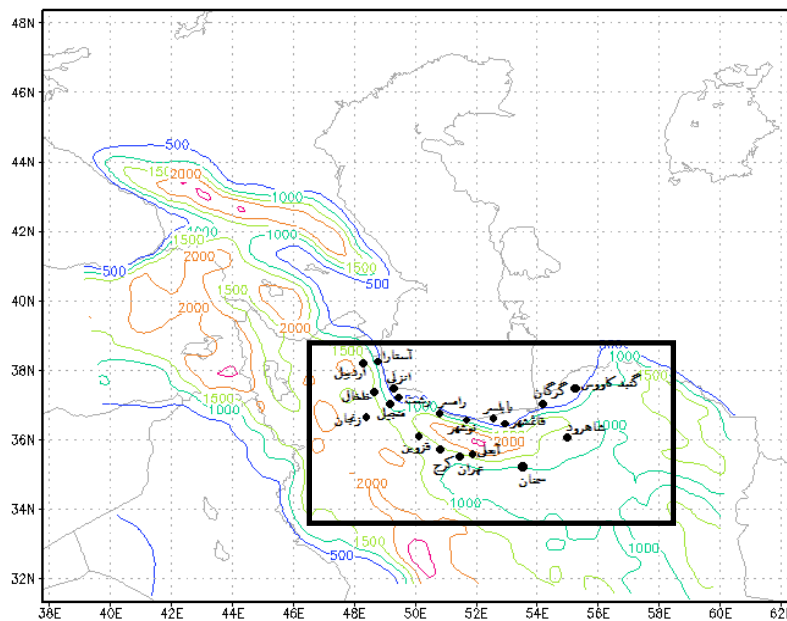 48N
46N
44N
42N
40N
38N
36N
34N
32N
38E
40E
42E
44E
46E
48E
50E
52E
54E
56E
58E
60E
62E
500
1500
2000
1000
1000
1500
2000
1500
500
500
1500
2000
2000
1500
1500
1000
1000
1500
1000
1000
2000
2000
1000
1000
1500
500
آستارا
اردبیل
انزلی
خلخال
رشت
منجیل
زنجان
رامسر
نوشهر
بابلسر
قائمشهر
گرگان
گنبد کاووس
شاهرود
قزوین
کرج
تهران
آبعلی
سمنان